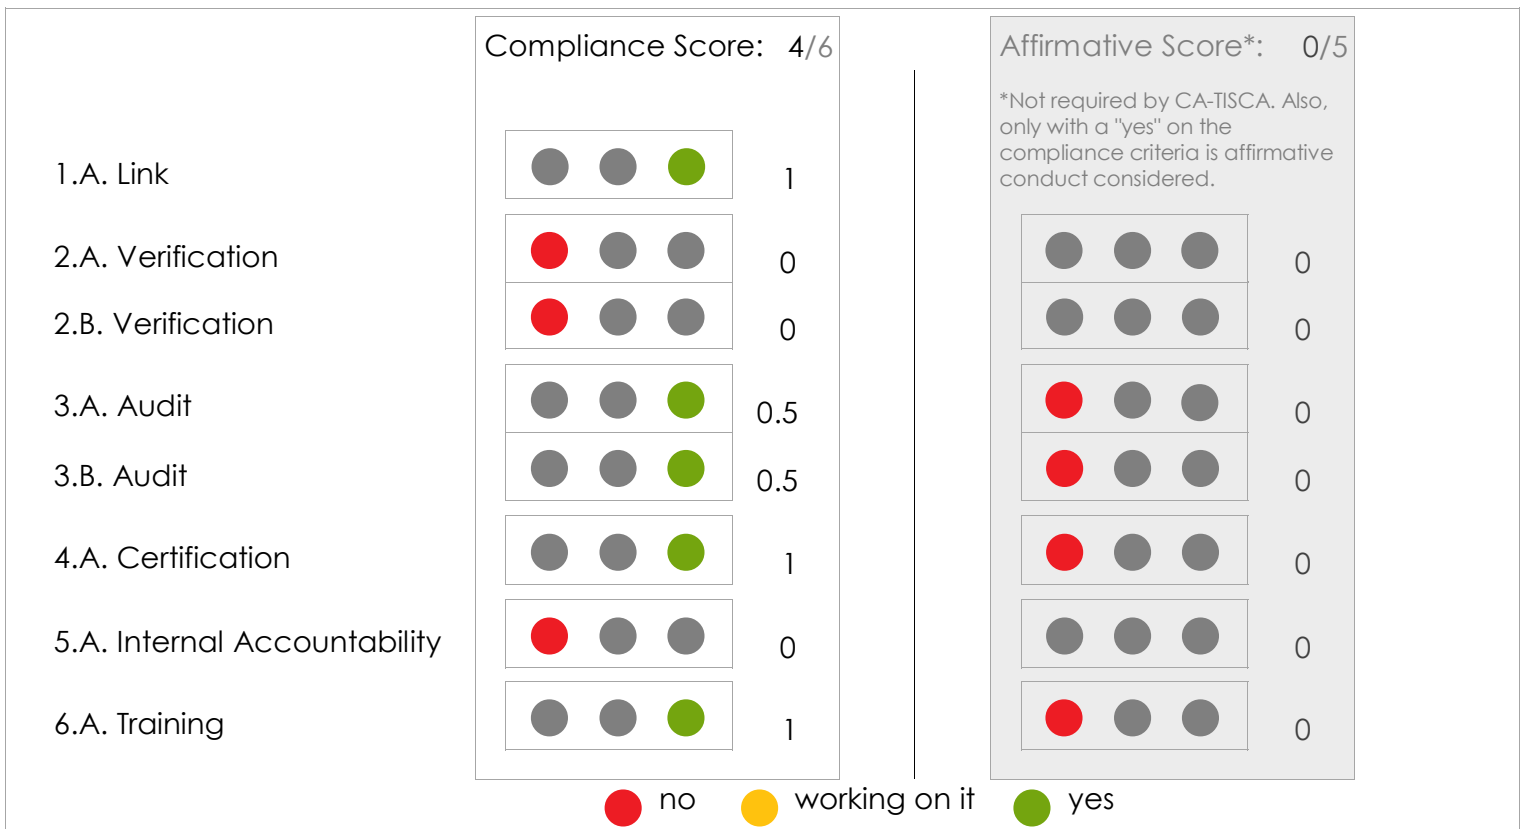 Compliance Score: 4/6
Affirmative Score*: 0/5
*Not required by CA-TISCA. Also,
only with a "yes" on the
compliance criteria is affirmative
conduct considered.
1.A. Link 1
2.A. Verification 0 0
2.B. Verification 0 0
3.A. Audit 0.5 0
3.B. Audit 0.5 0
4.A. Certification 1 0
5.A. Internal Accountability 0 0
6.A. Training 1 0
no working on it yes